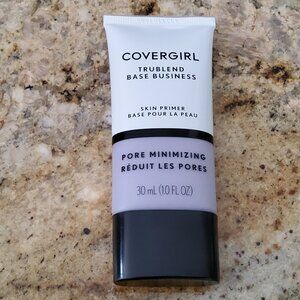 COVERGIRL
TRUBLEND
BASE BUSINESS
SKIN PRIMER
BASE POUR LA PEAU
PORE MINIMIZING
RÉDUIT LES PORES
30 mL (1.0 FL OZ)